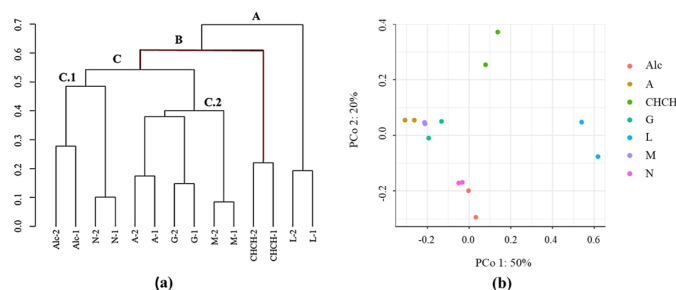 A
B
C
C.1
C.2
0.7
0.6
0.5
0.4
0.3
0.2
0.1
0.0
Alc-2
Alc-1
N-2
N-1
A-2
A-1
G-2
G-1
M-2
M-1
CHCH-2
CHCH-1
L-2
L-1
(a)
PCo 2: 20%
0.4
0.2
0.0
-0.2
-0.2
0.0
0.2
0.4
0.6
PCo 1: 50%
Alc
A
CHCH
G
L
M
N
(b)